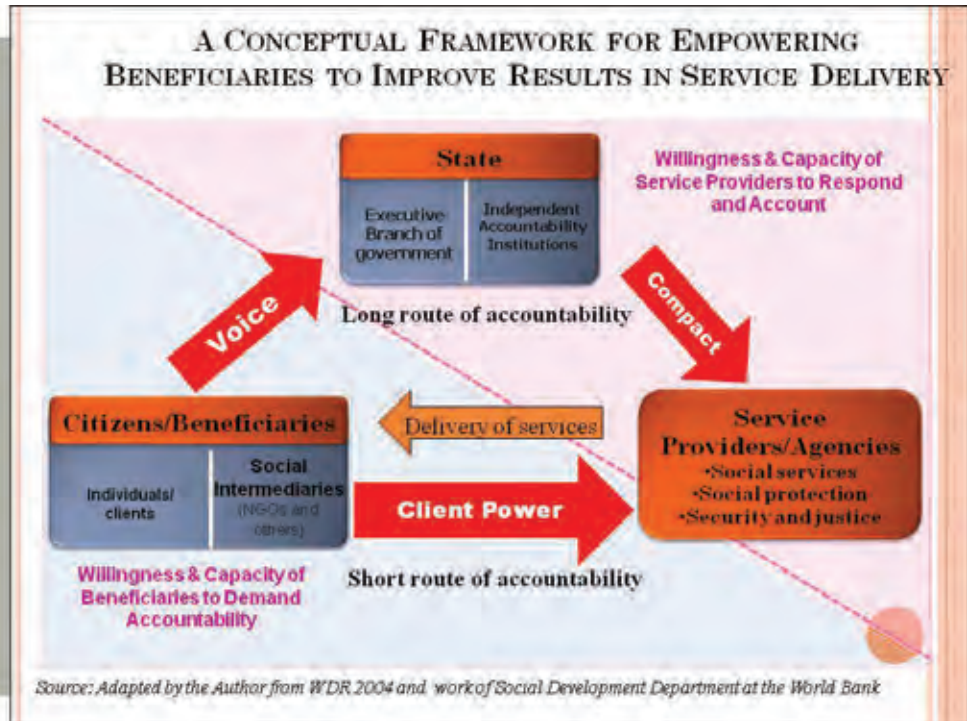 A CONCEPTUAL FRAMEWORK FOR EMPOWERING
BENEFICIARIES TO IMPROVE RESULTS IN SERVICE DELIVERY
State
Executive
Branch of
government
Independent
Accountability
Institutions
Willingness & Capacity of
Service Providers to Respond
and Account
Voice
Long route of accountability
Compact
Citizens/Beneficiaries
Individuals/
clients
Social
Intermediaries
(NGOs and
others)
Delivery of services
Client Power
Service
Providers/Agencies
•Social services
•Social protection
•Security and justice
Short route of accountability
Willingness & Capacity of
Beneficiaries to Demand
Accountability
Source: Adapted by the Author from WDR 2004 and work of Social Development Department at the World Bank